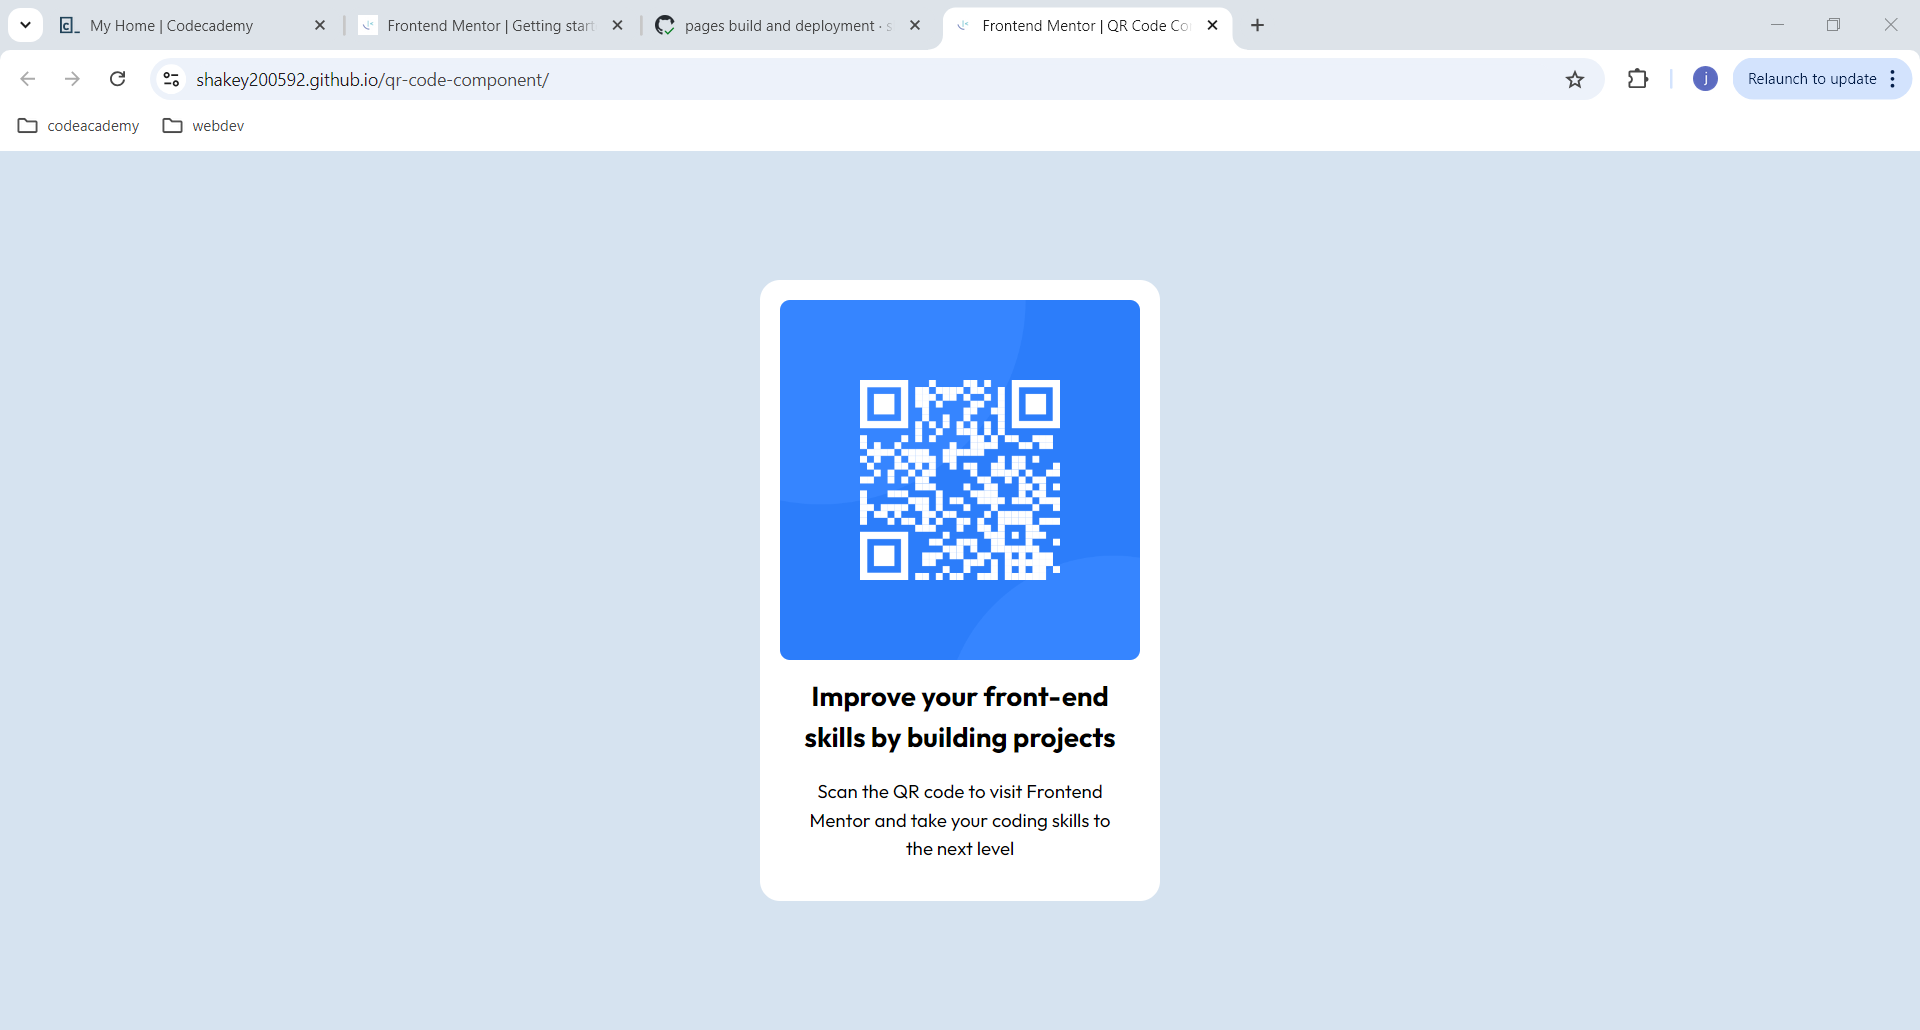 My Home | Codecademy
Frontend Mentor | Getting start
pages build and deployment · s
Frontend Mentor | QR Code Co
shakey200592.github.io/qr-code-component/
j
Relaunch to update
codeacademy
webdev
Improve your front-end
skills by building projects
Scan the QR code to visit Frontend
Mentor and take your coding skills to
the next level